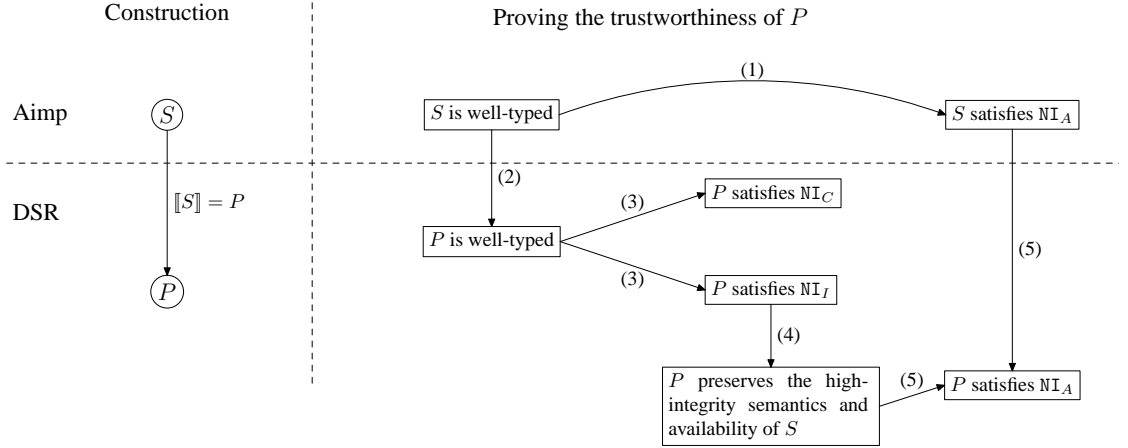 Construction
Proving the trustworthiness of P
(1)
Aimp
S
S is well-typed
S satisfies NI_A
(2)
⟦S⟧ = P
(3)
P satisfies NI_C
DSR
P is well-typed
(5)
(3)
P
P satisfies NI_I
(4)
P preserves the high-
integrity semantics and
availability of S
(5)
P satisfies NI_A